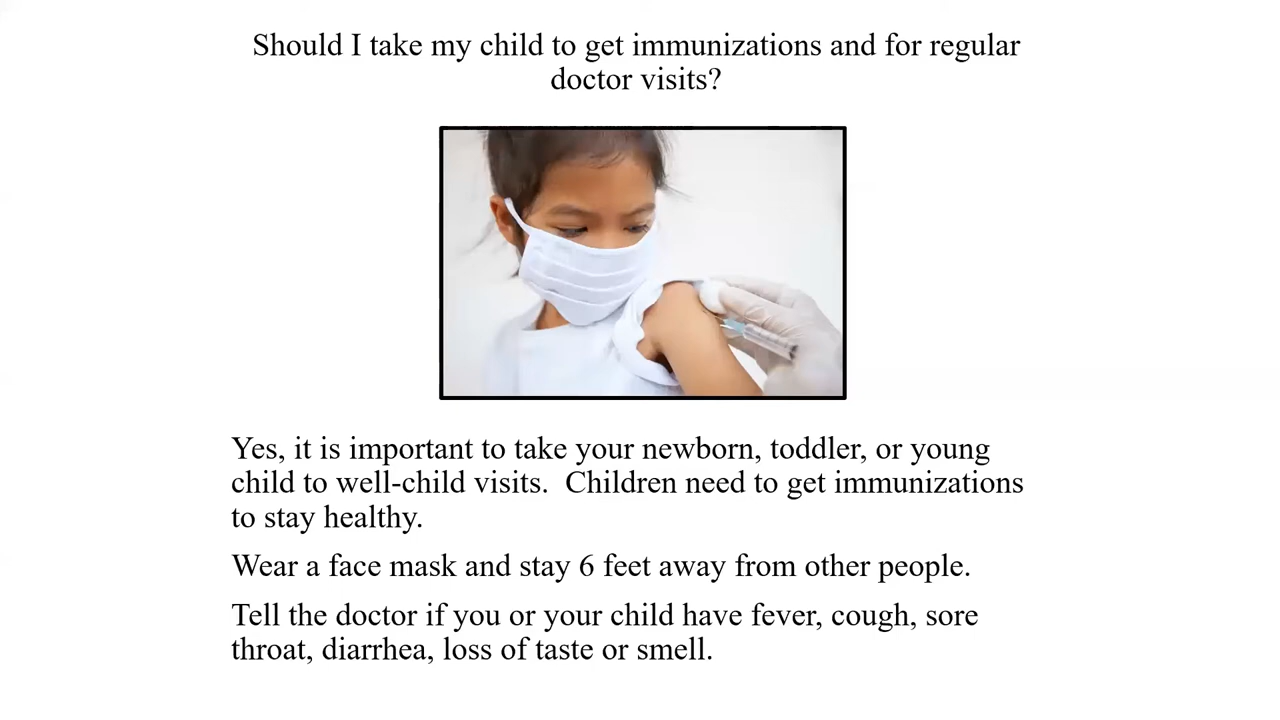 Should I take my child to get immunizations and for regular
doctor visits?
Yes, it is important to take your newborn, toddler, or young
child to well-child visits.  Children need to get immunizations
to stay healthy.
Wear a face mask and stay 6 feet away from other people.
Tell the doctor if you or your child have fever, cough, sore
throat, diarrhea, loss of taste or smell.